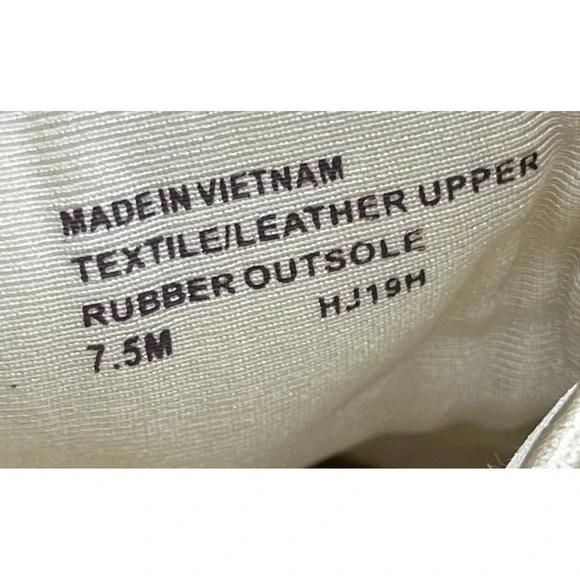 MADE IN VIETNAM
TEXTILE/LEATHER UPPER
RUBBER OUTSOLE
7.5M HJ19H